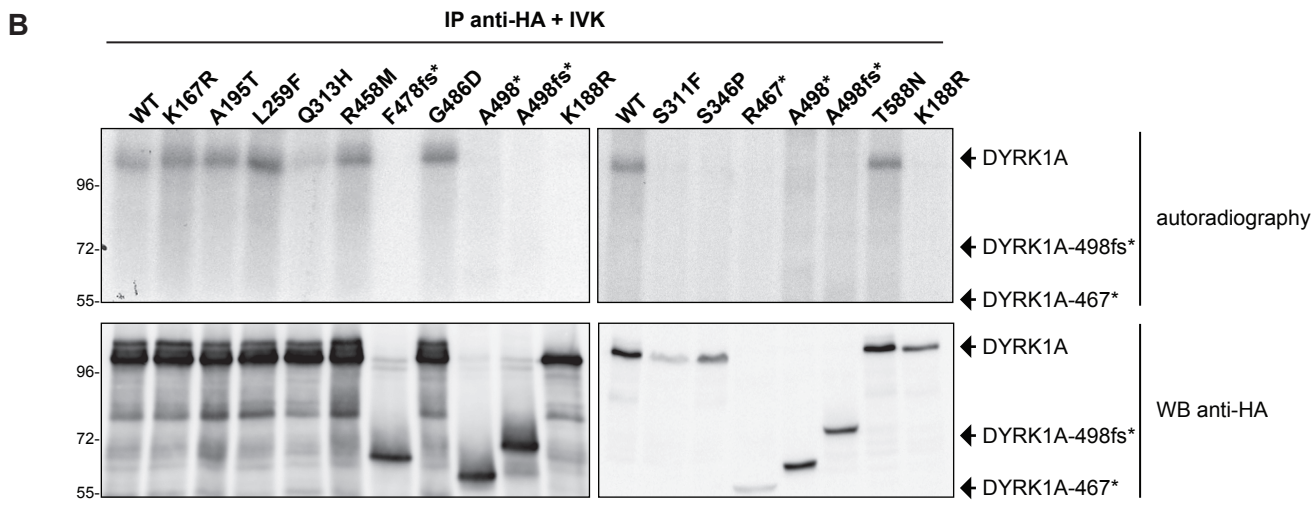 B
IP anti-HA + IVK
WT K167R A195T L259F Q313H R458M F478fs* G486D A498* A498fs* K188R
WT S311F S346P R467* A498* A498fs* T588N K188R
DYRK1A
96-
72-
DYRK1A-498fs*
55-
DYRK1A-467*
autoradiography
DYRK1A
96-
72-
DYRK1A-498fs*
55-
DYRK1A-467*
WB anti-HA